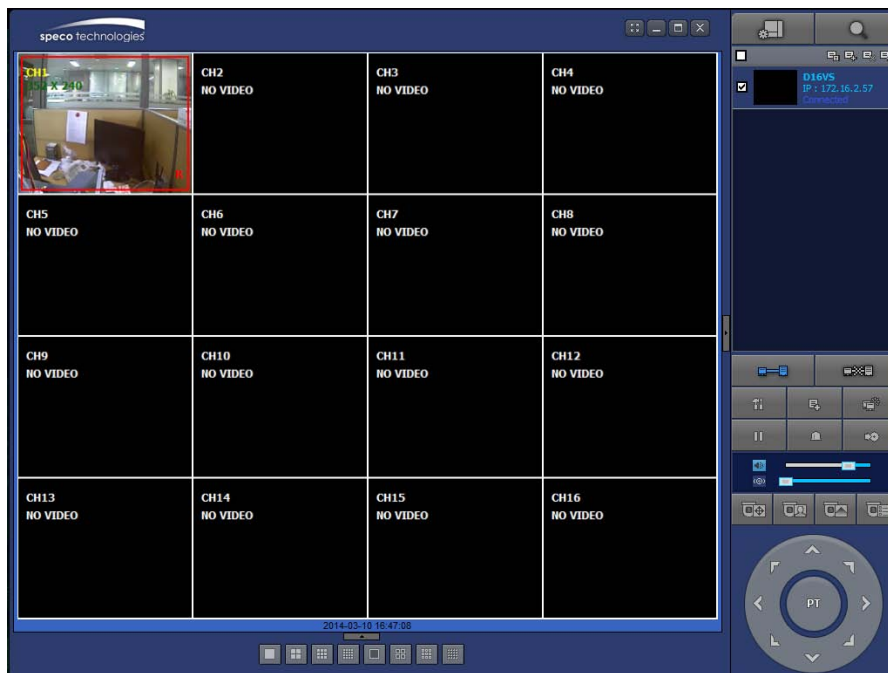 speco technologies
CH1
352 X 240
R
CH2
NO VIDEO
CH3
NO VIDEO
CH4
NO VIDEO
CH5
NO VIDEO
CH6
NO VIDEO
CH7
NO VIDEO
CH8
NO VIDEO
CH9
NO VIDEO
CH10
NO VIDEO
CH11
NO VIDEO
CH12
NO VIDEO
CH13
NO VIDEO
CH14
NO VIDEO
CH15
NO VIDEO
CH16
NO VIDEO
2014-03-10 16:47:08
D16VS
IP : 172.16.2.57
Connected
PT